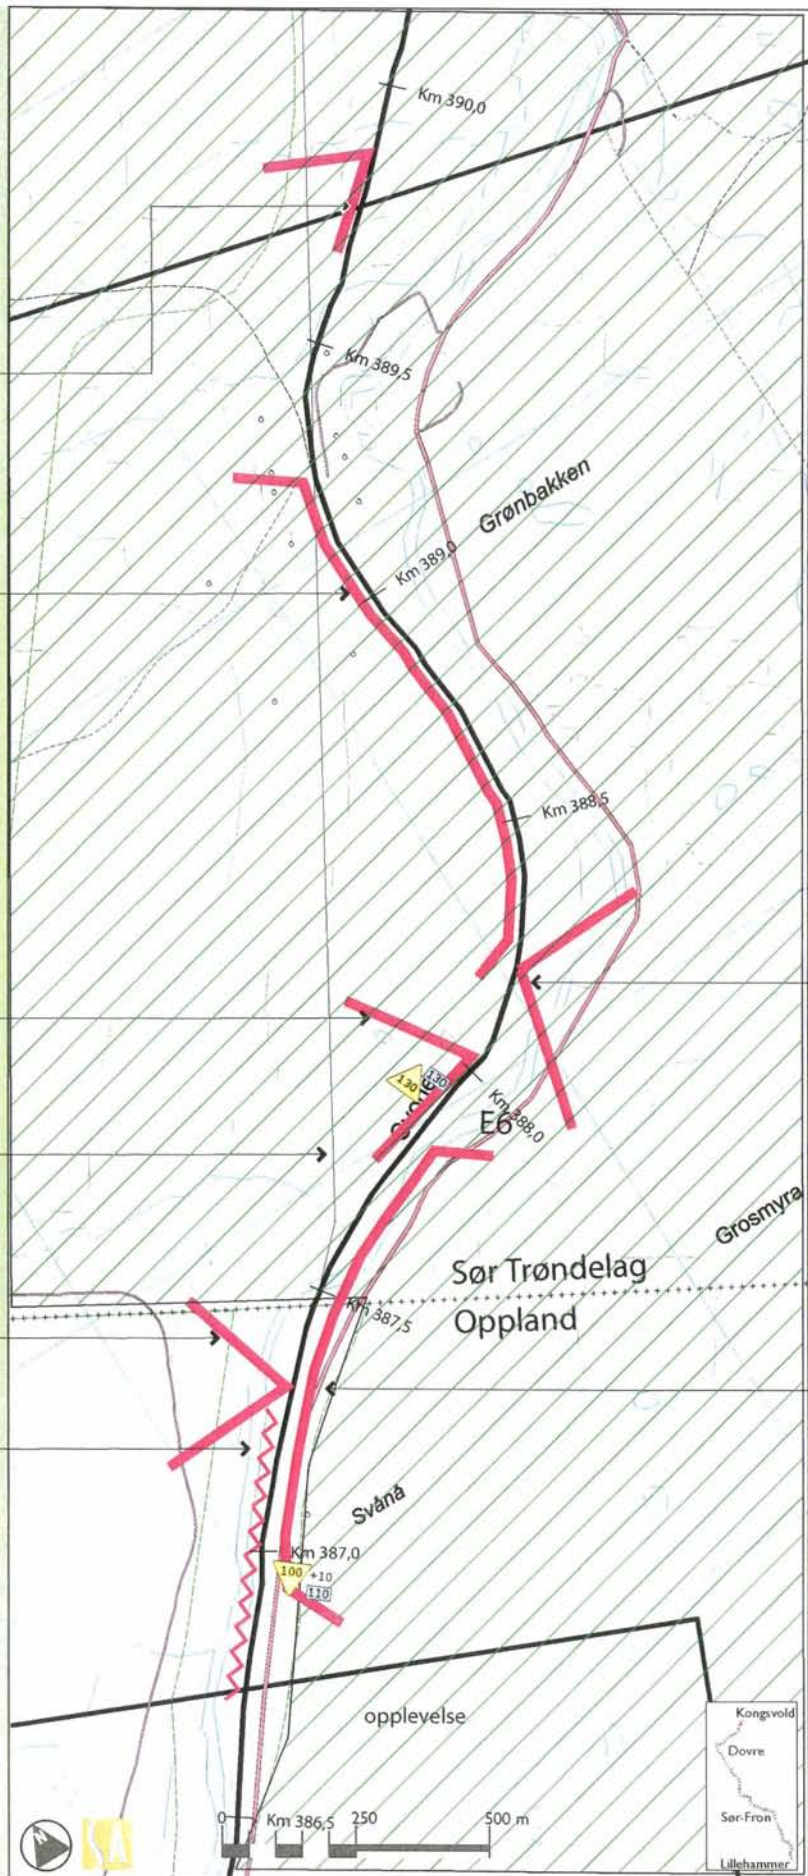 Km 390,0
Km 389,5
Grønbakken
Km 389,0
Km 388,5
130
130
Km 388,0
E6
Grosmyra
Sør Trøndelag
Km 387,5
Oppland
Svånå
Km 387,0
100 +10
110
opplevelse
Kongsvold
Dovre
Sør-Fron
Lillehammer
0 Km 386,5 250 500 m
N
SA